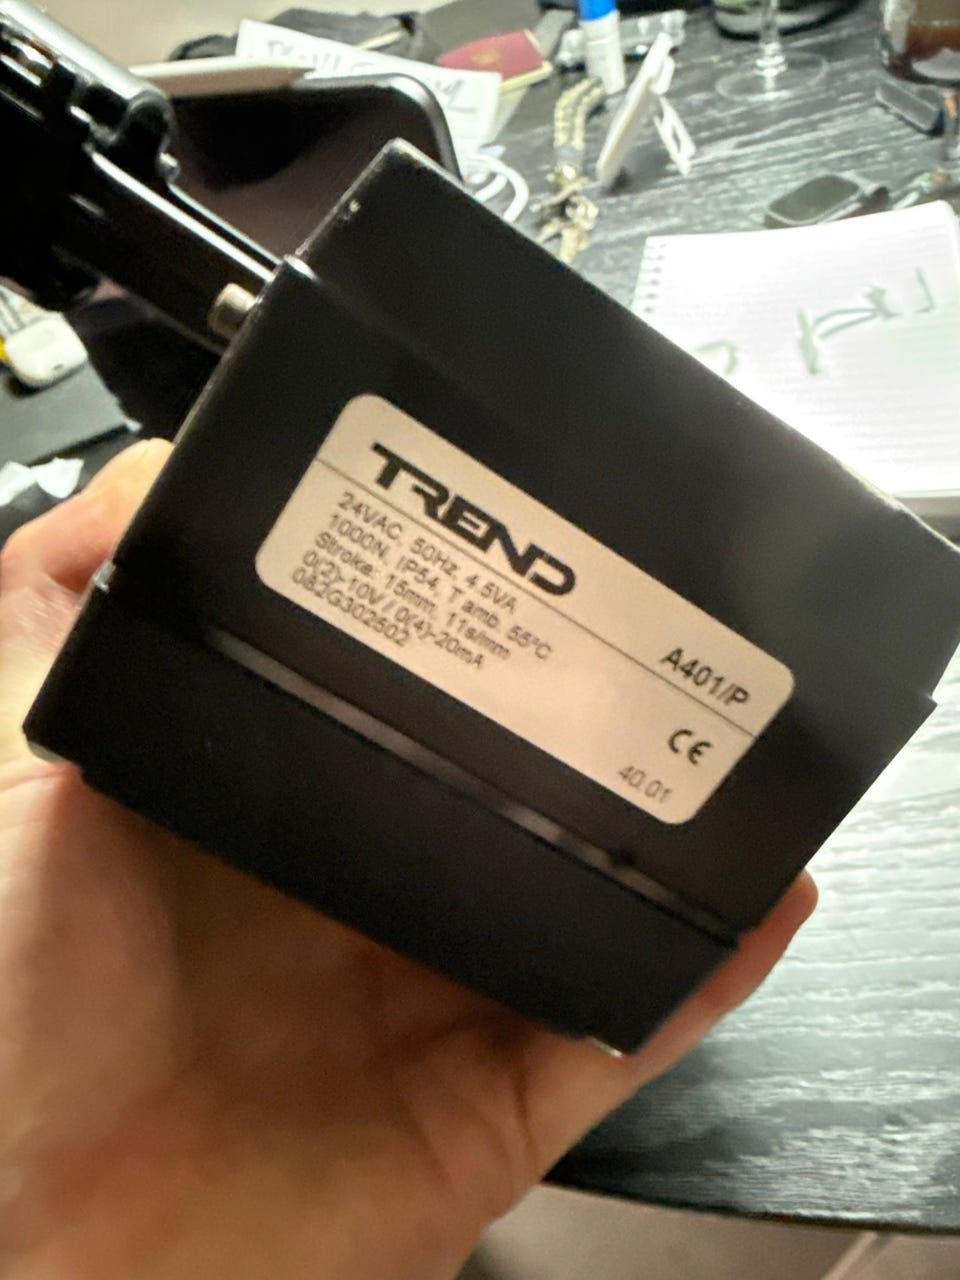 TREND
A401/P
24VAC, 50Hz, 4.5VA
1000N, IP54, T amb. 55°C
Stroke: 15mm, 11s/mm
0(2)-10V / 0(4)-20mA
082G302502
CE
40.01